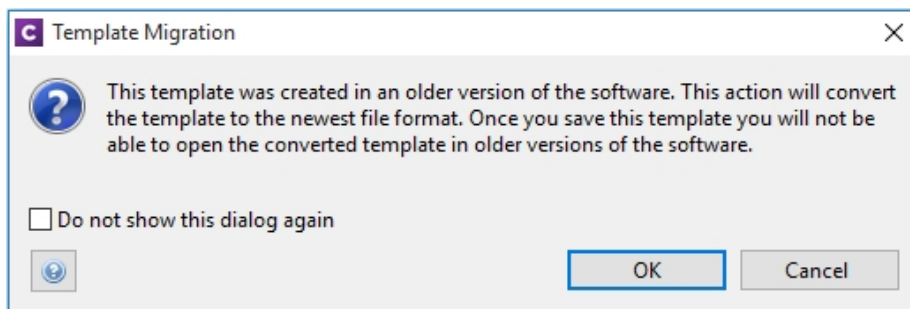 C Template Migration
This template was created in an older version of the software. This action will convert
the template to the newest file format. Once you save this template you will not be
able to open the converted template in older versions of the software.
Do not show this dialog again
OK Cancel